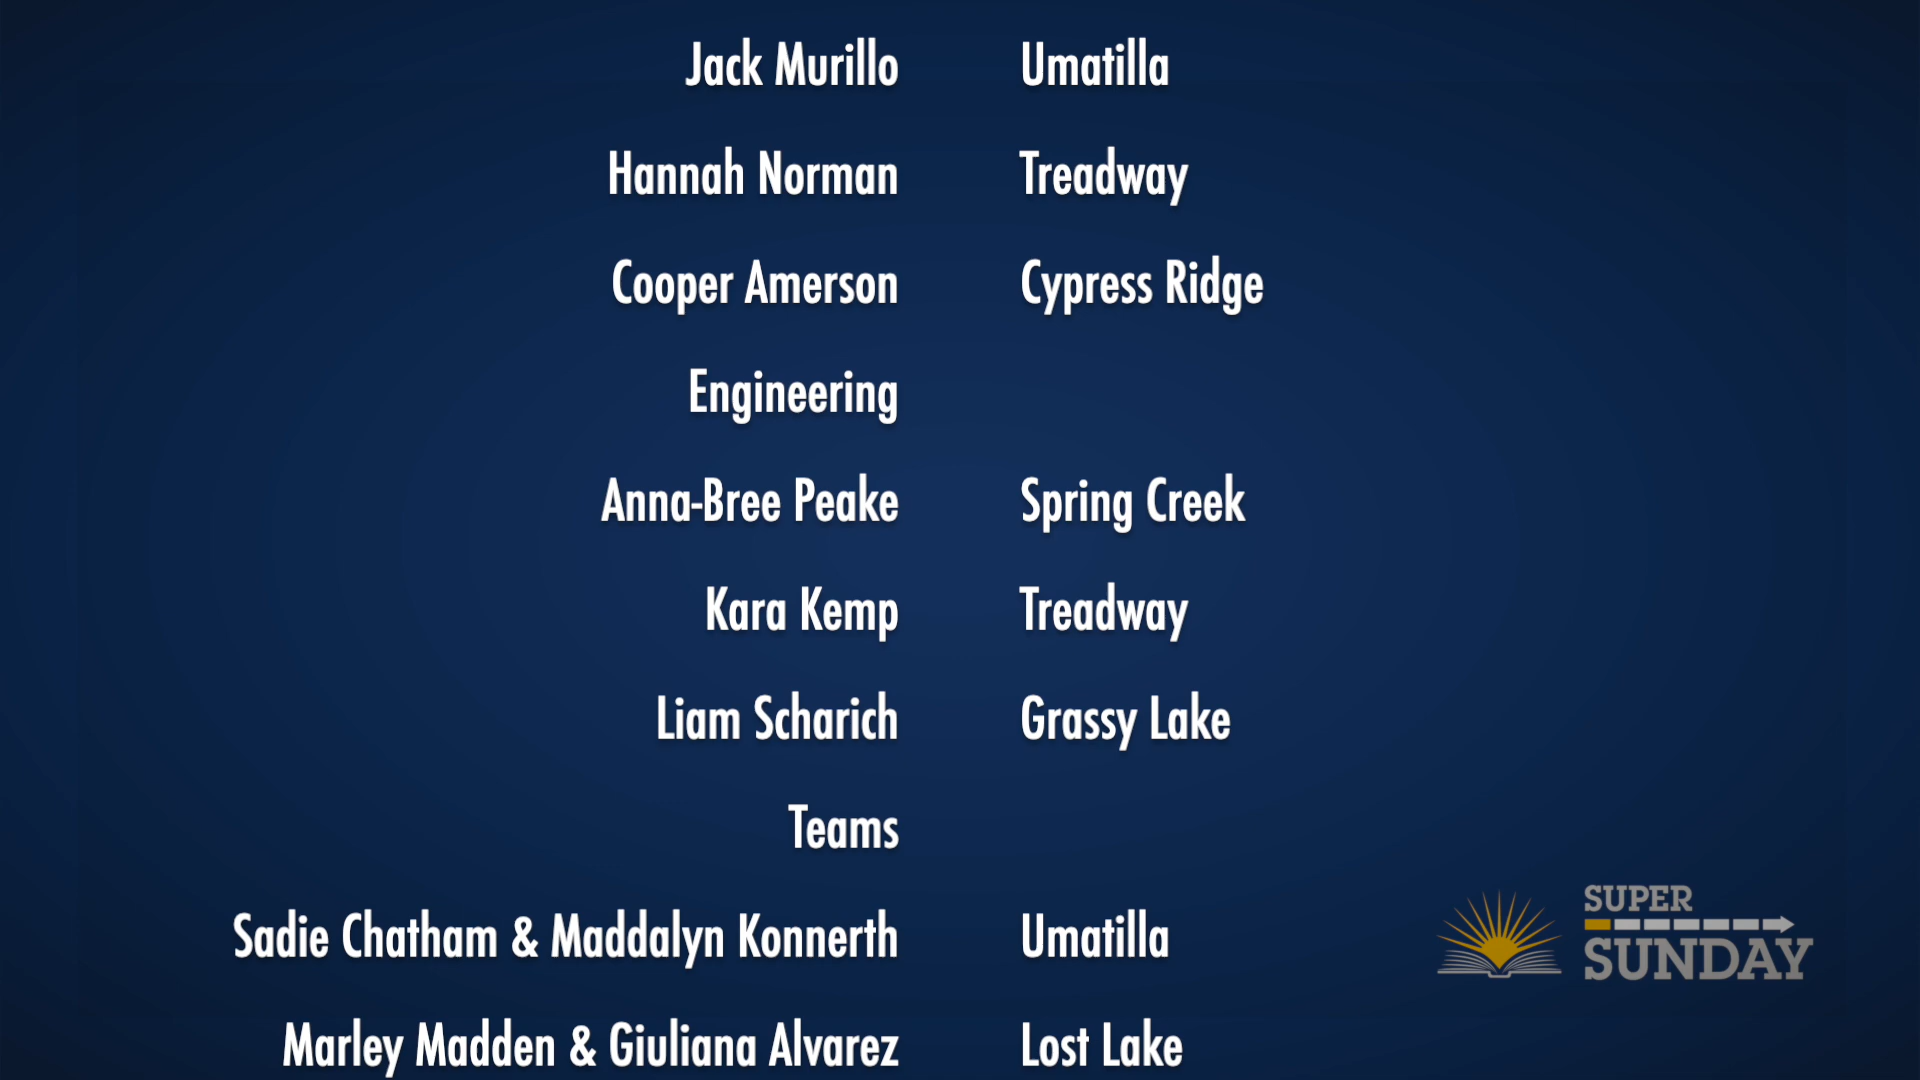 Jack Murillo Umatilla
Hannah Norman Treadway
Cooper Amerson Cypress Ridge
Engineering
Anna-Bree Peake Spring Creek
Kara Kemp Treadway
Liam Scharich Grassy Lake
Teams
Sadie Chatham & Maddalyn Konnerth Umatilla
Marley Madden & Giuliana Alvarez Lost Lake
SUPER
SUNDAY